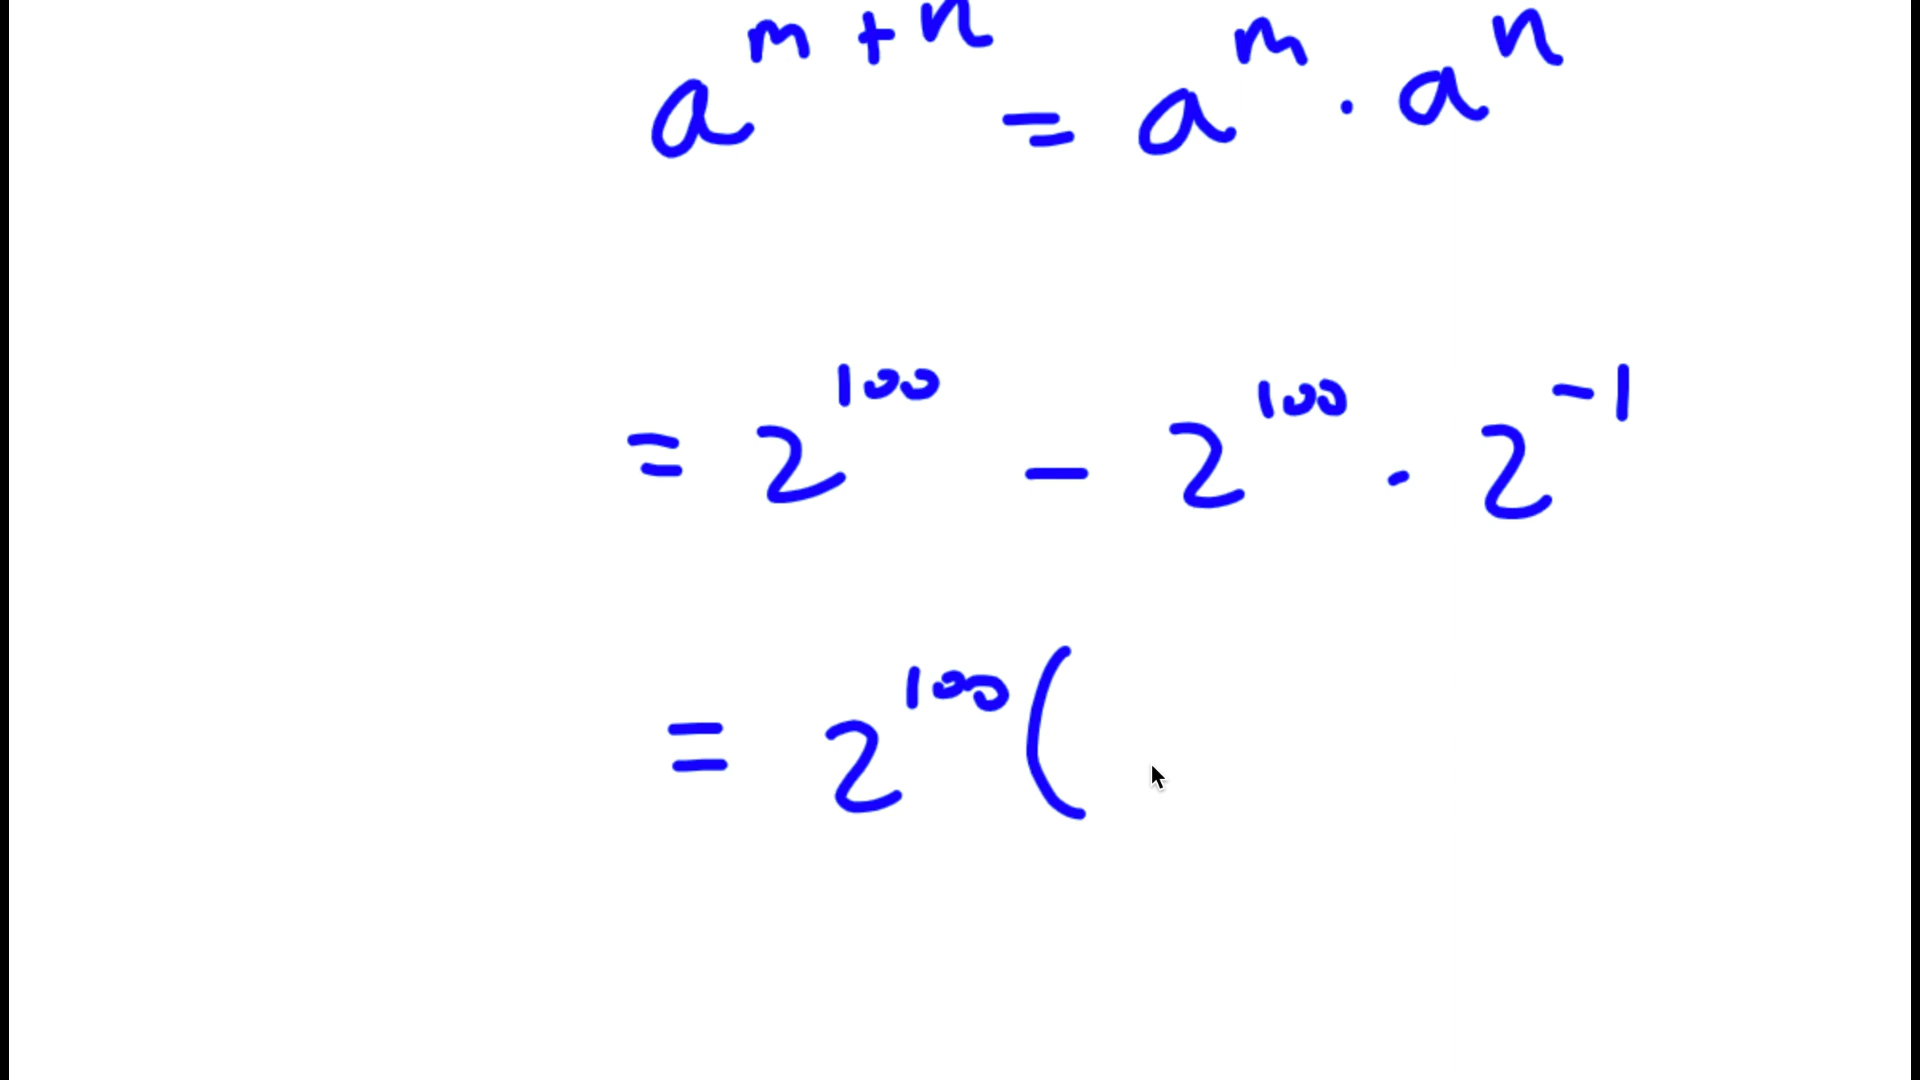 a^{m+n} = a^m · a^n
= 2^{100} - 2^{100} · 2^{-1}
= 2^{100} (